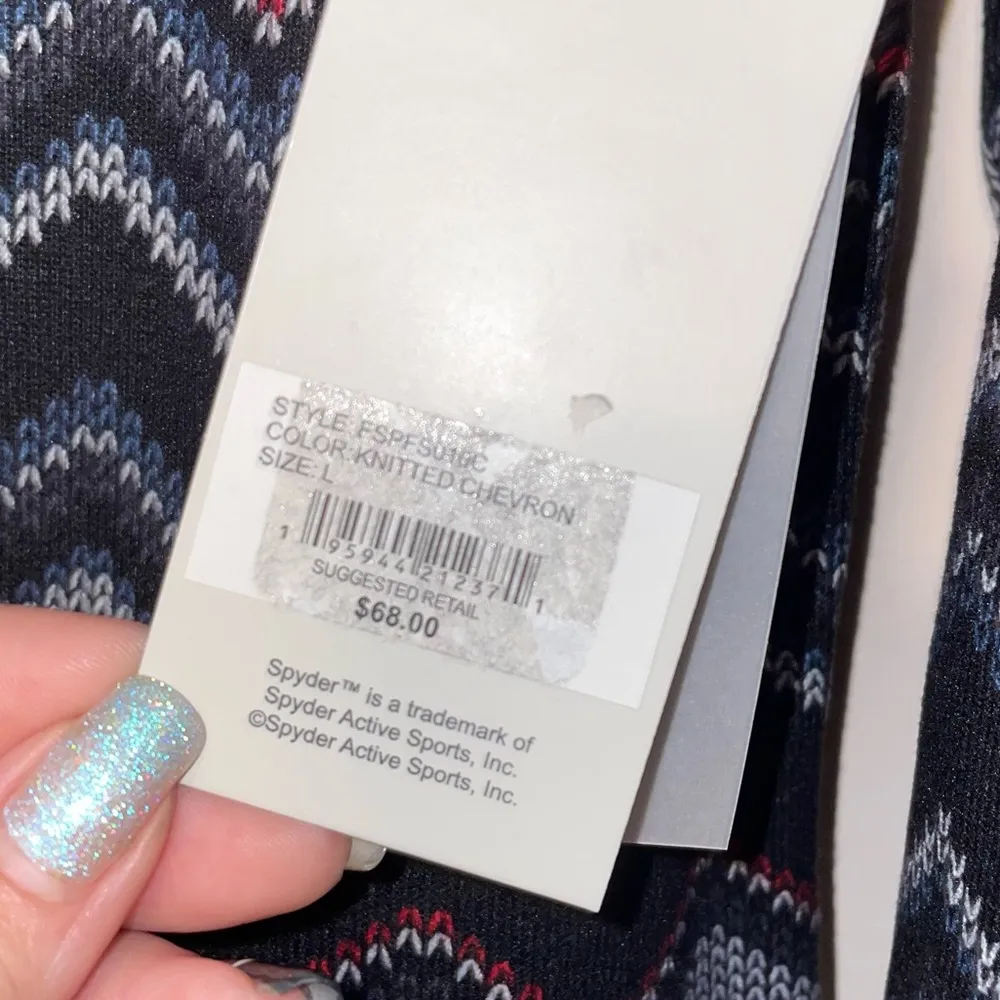 STYLE: FSPFS010C
COLOR: KNITTED CHEVRON
SIZE: L
1 95944 21237 1
SUGGESTED RETAIL
$68.00
Spyder™ is a trademark of
Spyder Active Sports, Inc.
©Spyder Active Sports, Inc.